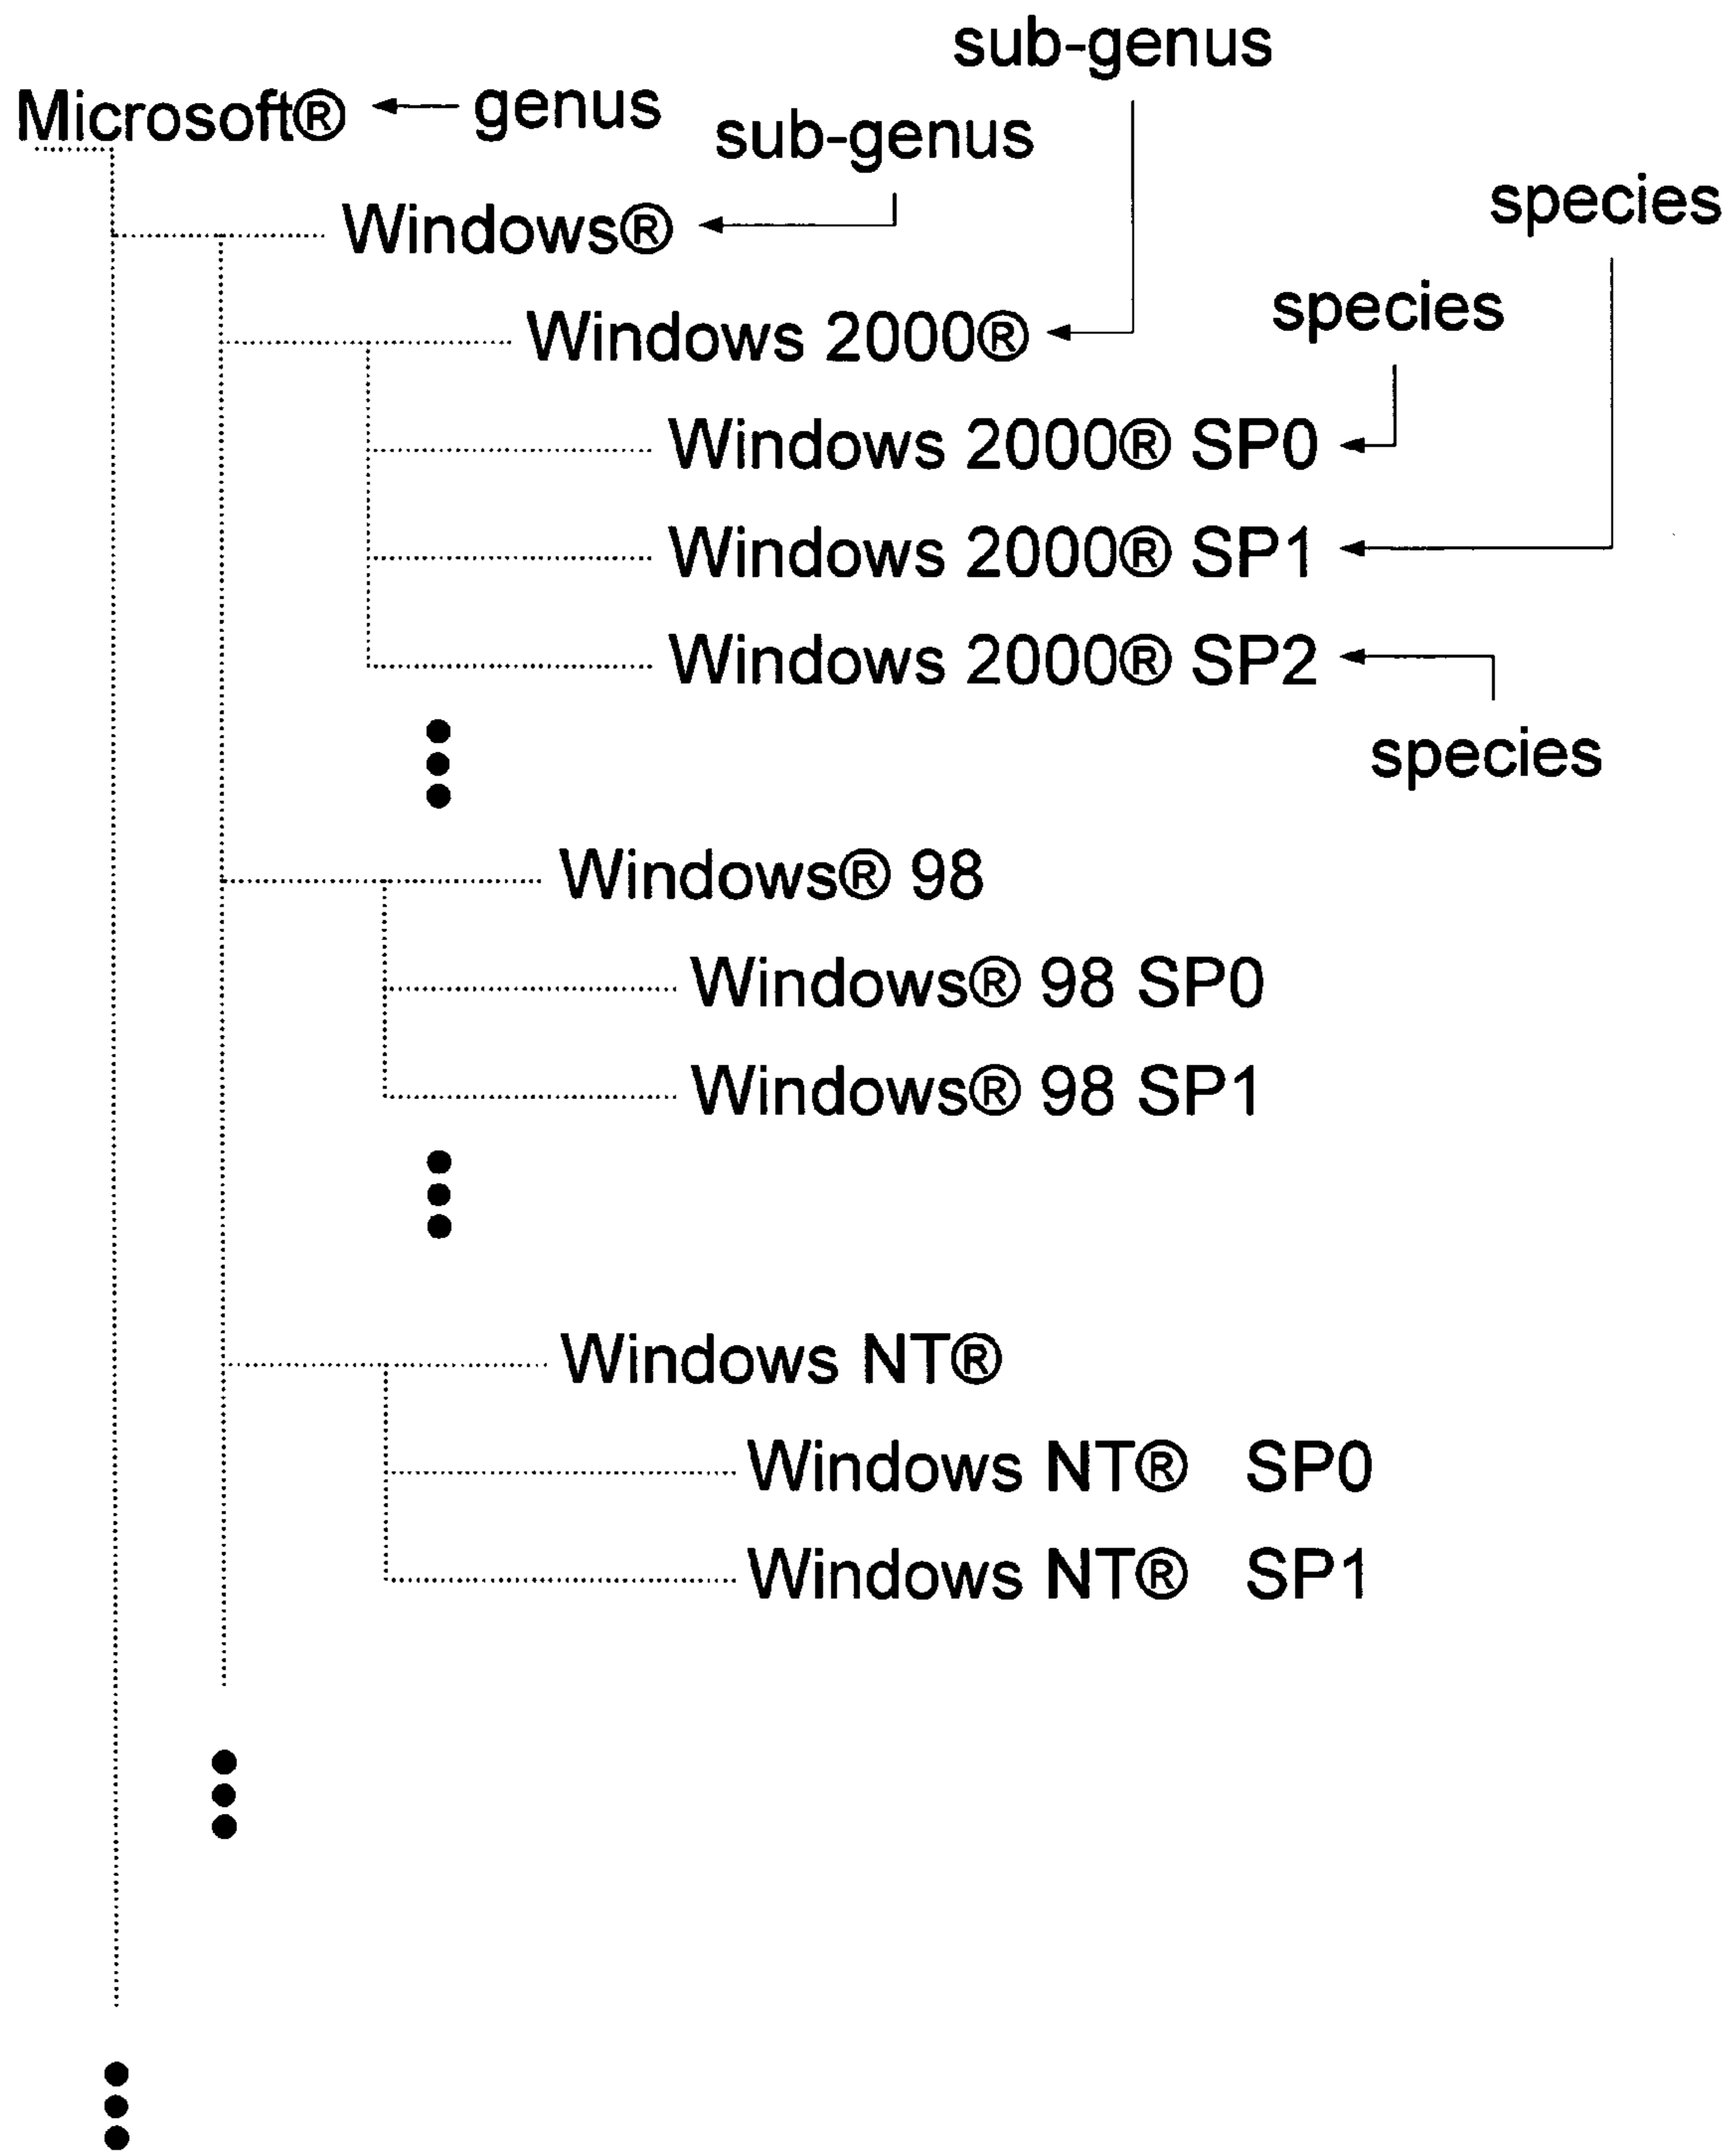 sub-genus
Microsoft® genus
sub-genus
species
Windows®
species
Windows 2000®
Windows 2000® SP0
Windows 2000® SP1
Windows 2000® SP2
species
Windows® 98
Windows® 98 SP0
Windows® 98 SP1
Windows NT®
Windows NT® SP0
Windows NT® SP1